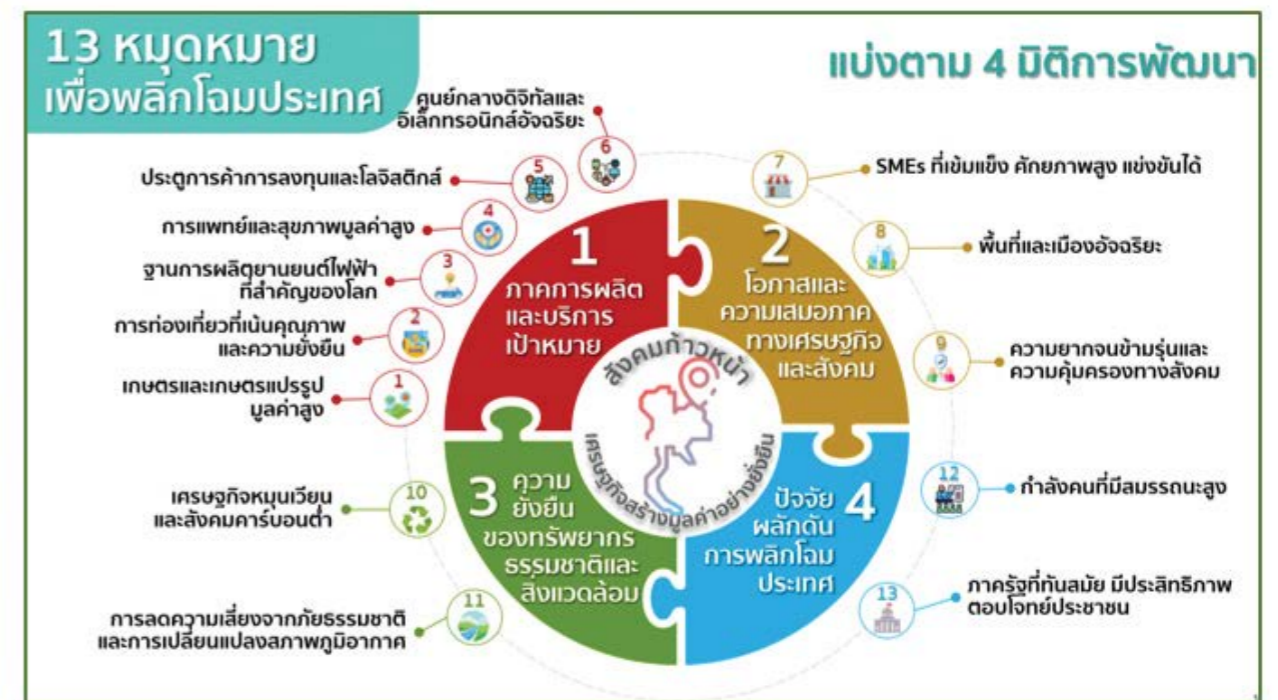 13 หมุดหมาย
เพื่อพลิกโฉมประเทศ
แบ่งตาม 4 มิติการพัฒนา
6
ศูนย์กลางดิจิทัลและ
อิเล็กทรอนิกส์อัจฉริยะ
5
ประตูการค้าการลงทุนและโลจิสติกส์
4
การแพทย์และสุขภาพมูลค่าสูง
3
ฐานการผลิตยานยนต์ไฟฟ้า
ที่สำคัญของโลก
2
การท่องเที่ยวที่เน้นคุณภาพ
และความยั่งยืน
1
เกษตรและเกษตรแปรรูป
มูลค่าสูง
1
ภาคการผลิต
และบริการ
เป้าหมาย
2
โอกาสและ
ความเสมอภาค
ทางเศรษฐกิจ
และสังคม
7
SMEs ที่เข้มแข็ง ศักยภาพสูง แข่งขันได้
8
พื้นที่และเมืองอัจฉริยะ
9
ความยากจนข้ามรุ่นและ
ความคุ้มครองทางสังคม
สังคมก้าวหน้า
เศรษฐกิจสร้างมูลค่าอย่างยั่งยืน
3
ความ
ยั่งยืน
ของทรัพยากร
ธรรมชาติและ
สิ่งแวดล้อม
10
เศรษฐกิจหมุนเวียน
และสังคมคาร์บอนต่ำ
11
การลดความเสี่ยงจากภัยธรรมชาติ
และการเปลี่ยนแปลงสภาพภูมิอากาศ
4
ปัจจัย
ผลักดัน
การพลิกโฉม
ประเทศ
12
กำลังคนที่มีสมรรถนะสูง
13
ภาครัฐที่ทันสมัย มีประสิทธิภาพ
ตอบโจทย์ประชาชน